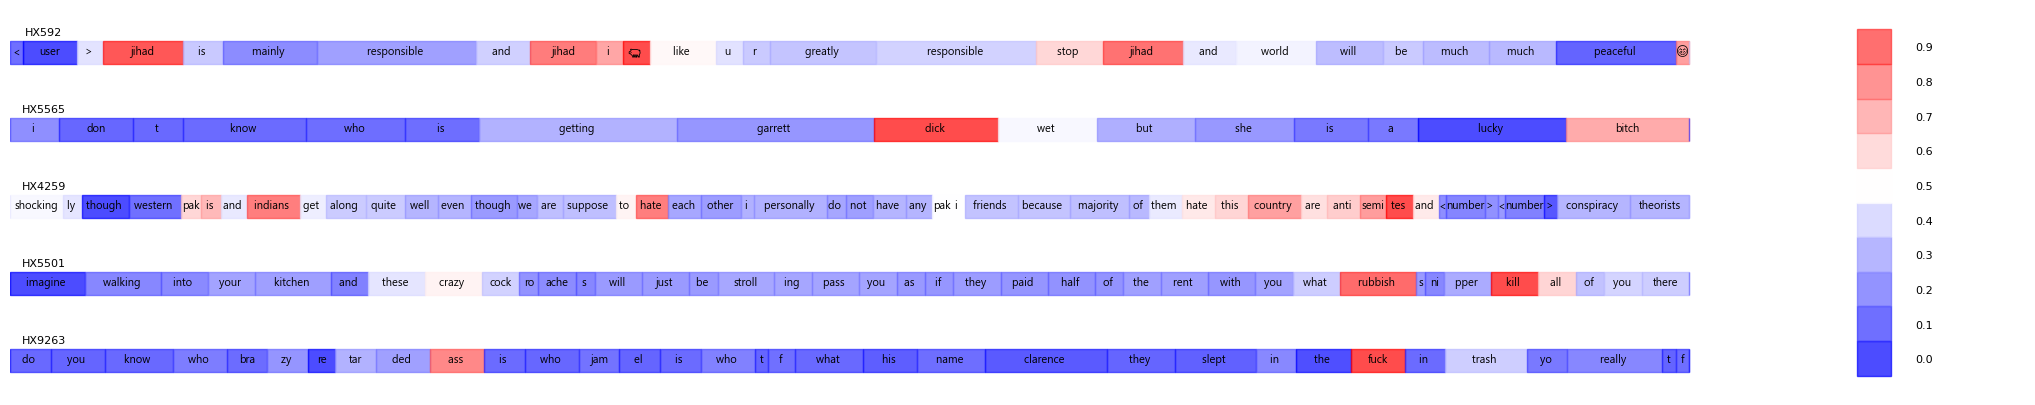 HX592
< user > jihad is mainly responsible and jihad i 🐖 like u r greatly responsible stop jihad and world will be much much peaceful 😀
HX5565
i don t know who is getting garrett dick wet but she is a lucky bitch
HX4259
shocking ly though western pak is and indians get along quite well even though we are suppose to hate each other i personally do not have any pak i friends because majority of them hate this country are anti semi tes and < number > < number > conspiracy theorists
HX5501
imagine walking into your kitchen and these crazy cock ro ache s will just be stroll ing pass you as if they paid half of the rent with you what rubbish s ni pper kill all of you there
HX9263
do you know who bra zy re tar ded ass is who jam el is who t f what his name clarence they slept in the fuck in trash yo really t f
0.9
0.8
0.7
0.6
0.5
0.4
0.3
0.2
0.1
0.0